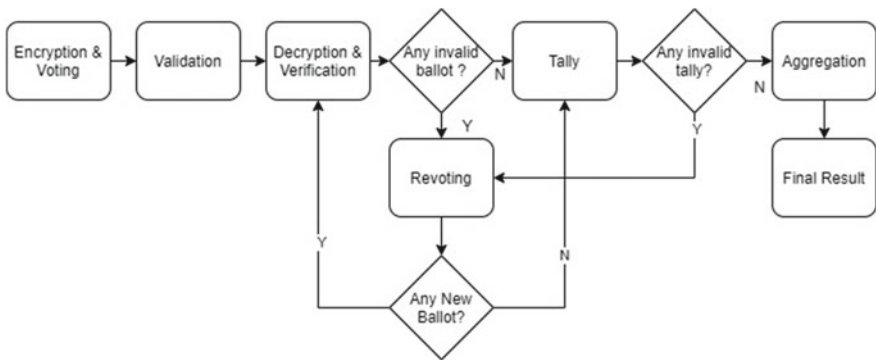 Encryption &
Voting
Validation
Decryption &
Verification
Any invalid
ballot ?
N
Tally
Any invalid
tally?
N
Aggregation
Y
Y
Revoting
Final Result
Y
N
Any New
Ballot?